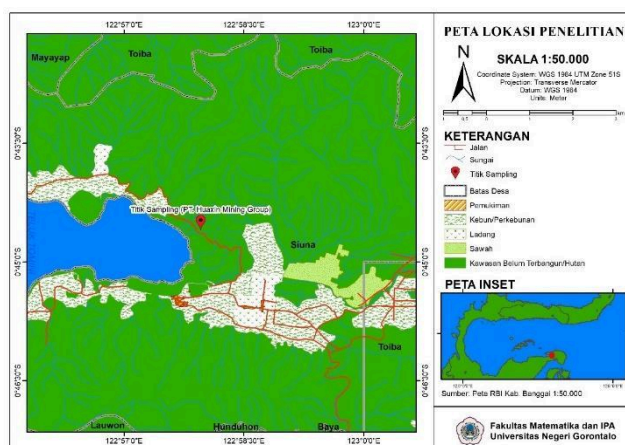 122°57'0"E
122°58'30"E
123°0'0"E
Mayayap
Toiba
Toiba
0°43'30"S
0°43'30"S
Titik Sampling (PT. Huaxin Mining Group)
Siuna
0°45'0"S
0°45'0"S
Toiba
0°46'30"S
0°46'30"S
Lauwon
Hunduhon
Baya
122°57'0"E
122°58'30"E
123°0'0"E
PETA LOKASI PENELITIAN
N
SKALA 1:50.000
Coordinate System: WGS 1984 UTM Zone 51S
Projection: Transverse Mercator
Datum: WGS 1984
Units: Meter
KETERANGAN
Jalan
Sungai
Titik Sampling
Batas Desa
Pemukiman
Kebun/Perkebunan
Ladang
Sawah
Kawasan Belum Terbangun/Hutan
PETA INSET
Sumber: Peta RBI Kab. Banggai 1:50.000
Fakultas Matematika dan IPA
Universitas Negeri Gorontalo